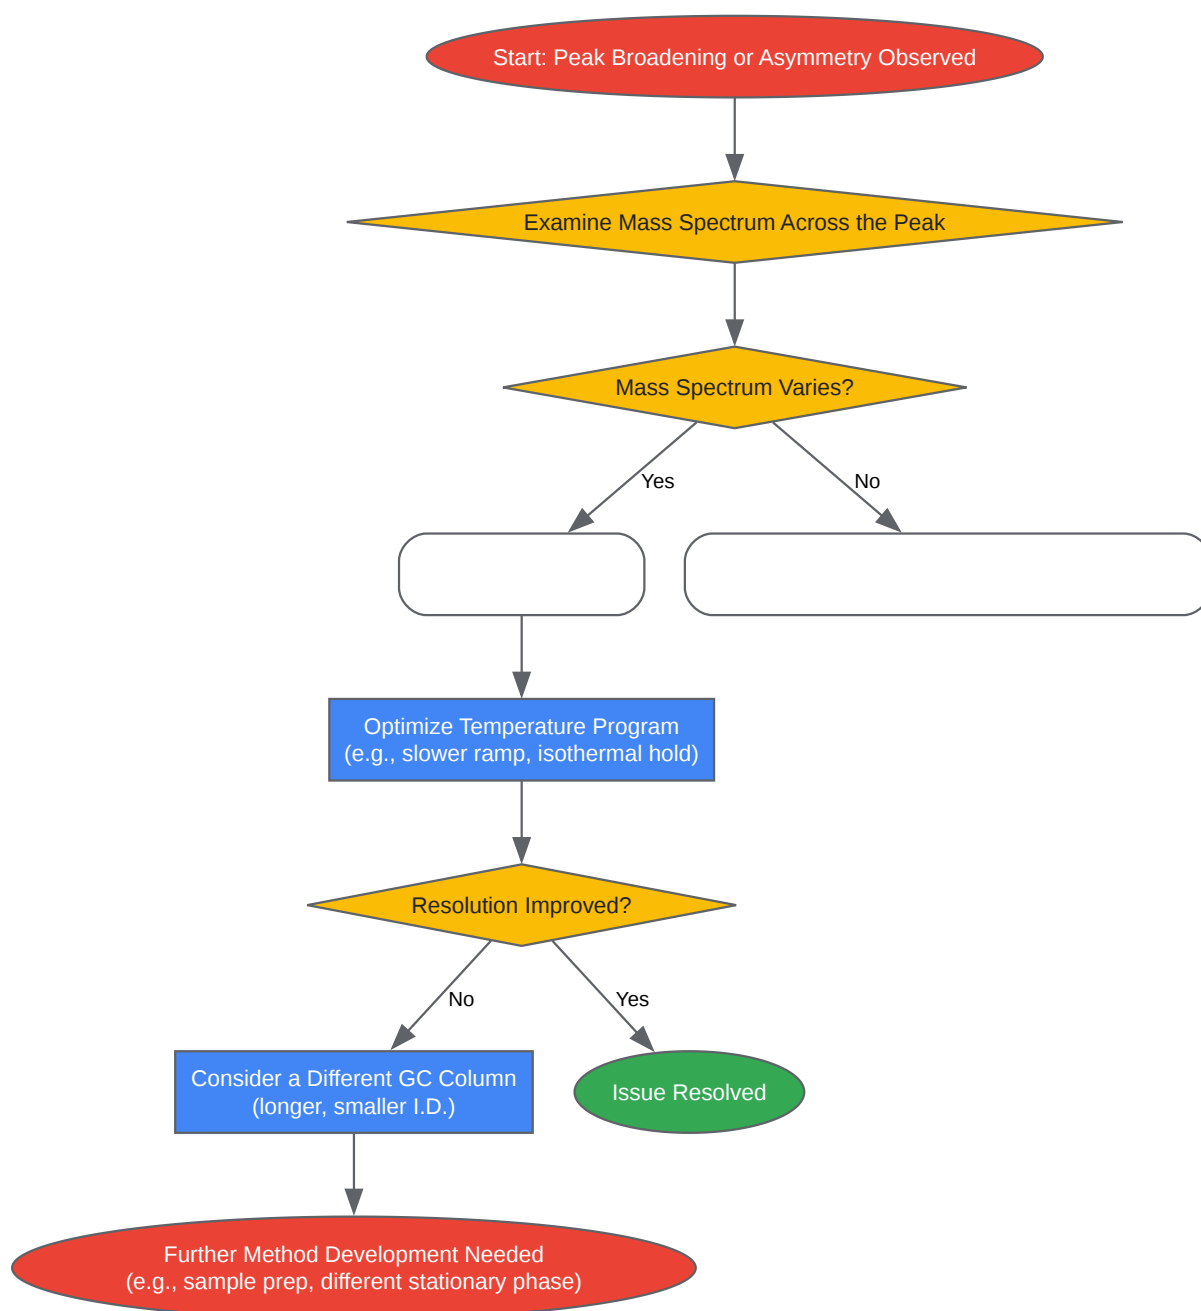 Start: Peak Broadening or Asymmetry Observed
Examine Mass Spectrum Across the Peak
Mass Spectrum Varies?
Yes
No
Optimize Temperature Program
(e.g., slower ramp, isothermal hold)
Resolution Improved?
No
Yes
Consider a Different GC Column
(longer, smaller I.D.)
Issue Resolved
Further Method Development Needed
(e.g., sample prep, different stationary phase)